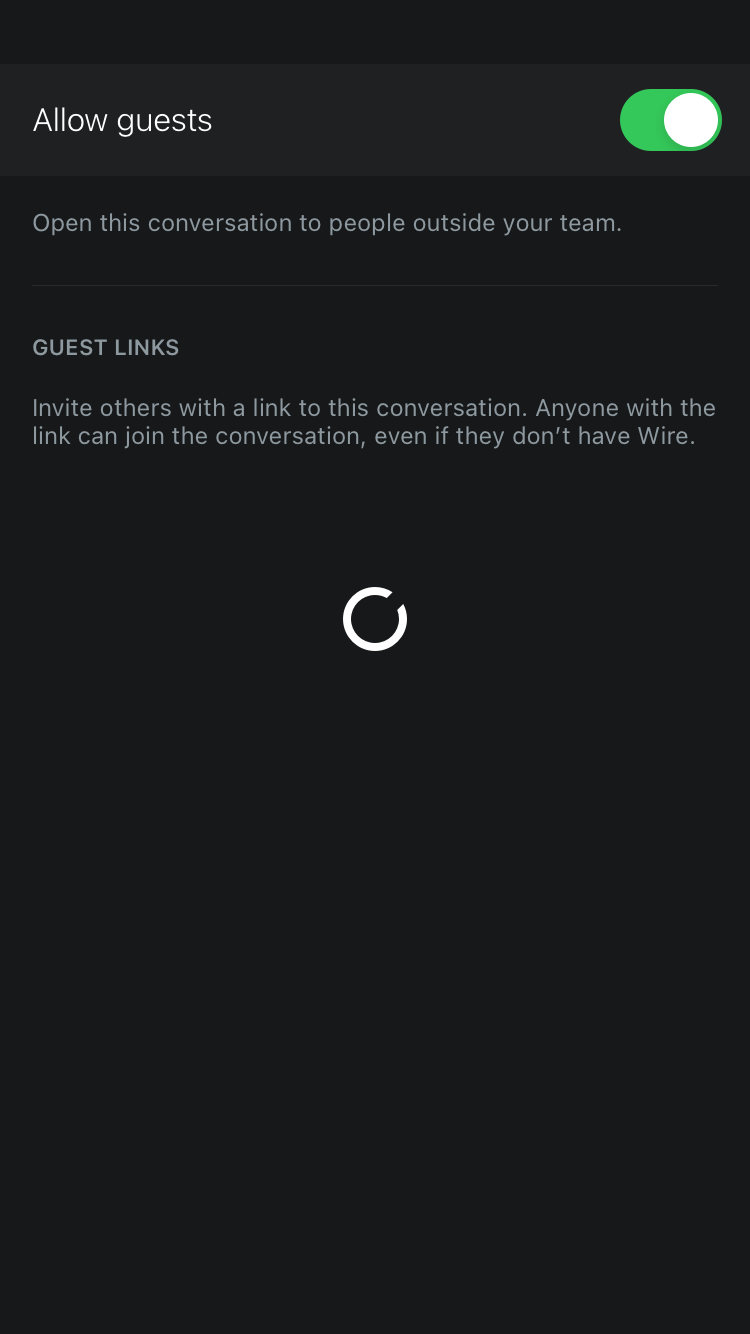 Allow guests
Open this conversation to people outside your team.
GUEST LINKS
Invite others with a link to this conversation. Anyone with the
link can join the conversation, even if they don’t have Wire.